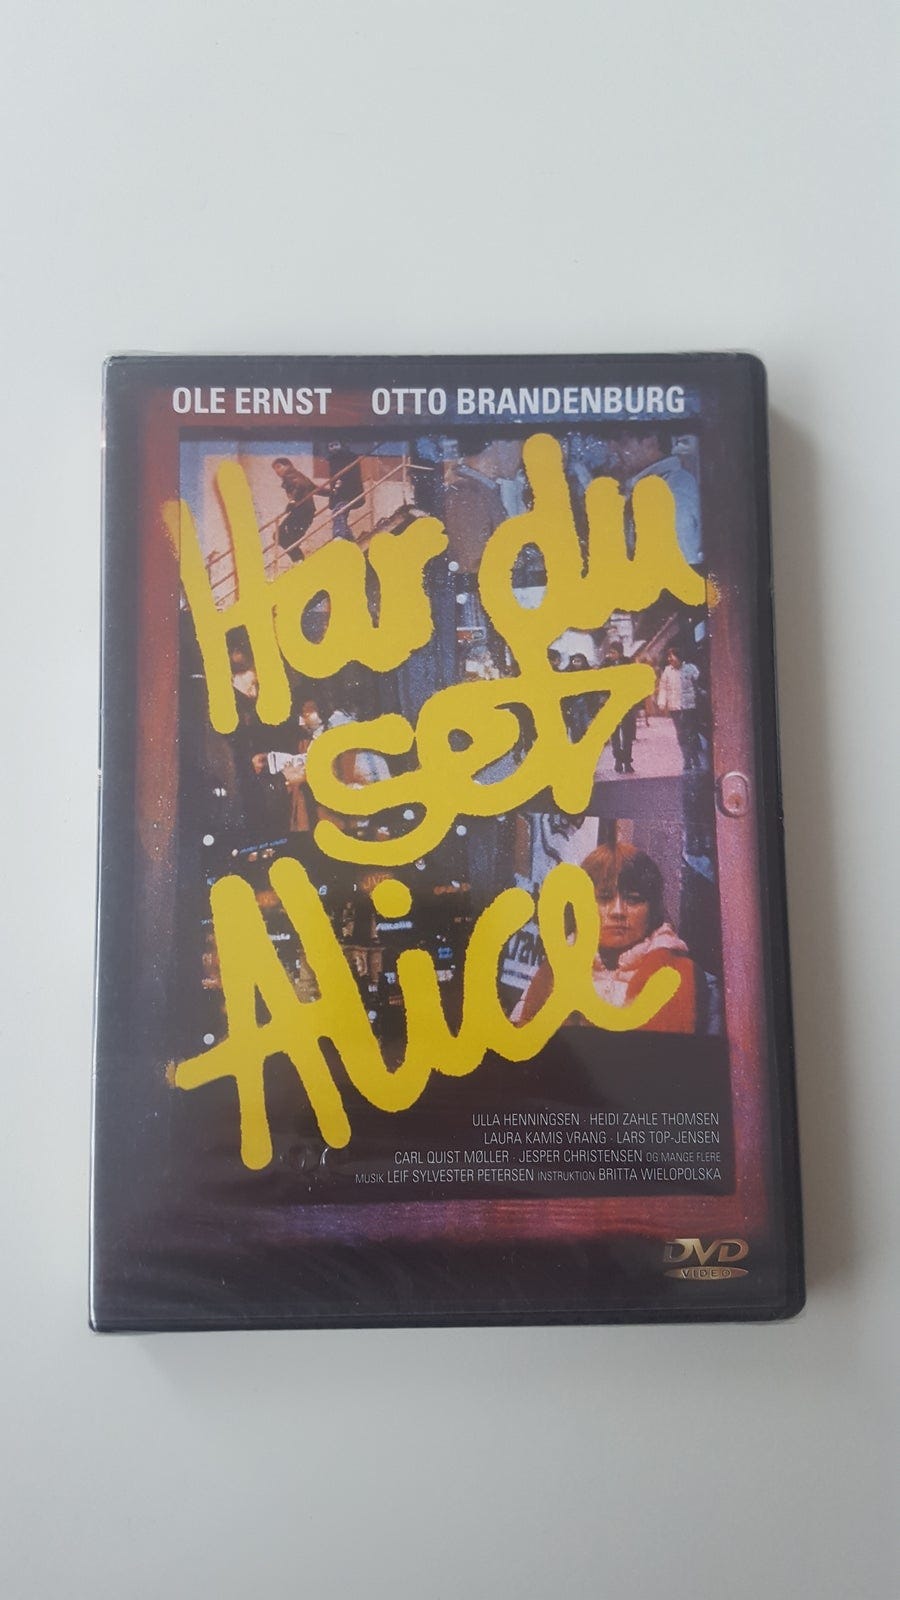 OLE ERNST OTTO BRANDENBURG
Har du
set
Alice
ULLA HENNINGSEN · HEIDI ZAHLE THOMSEN
LAURA KAMIS VRANG · LARS TOP-JENSEN
CARL QUIST MØLLER · JESPER CHRISTENSEN OG MANGE FLERE
MUSIK LEIF SYLVESTER PETERSEN INSTRUKTION BRITTA WIELOPOLSKA
DVD
VIDEO